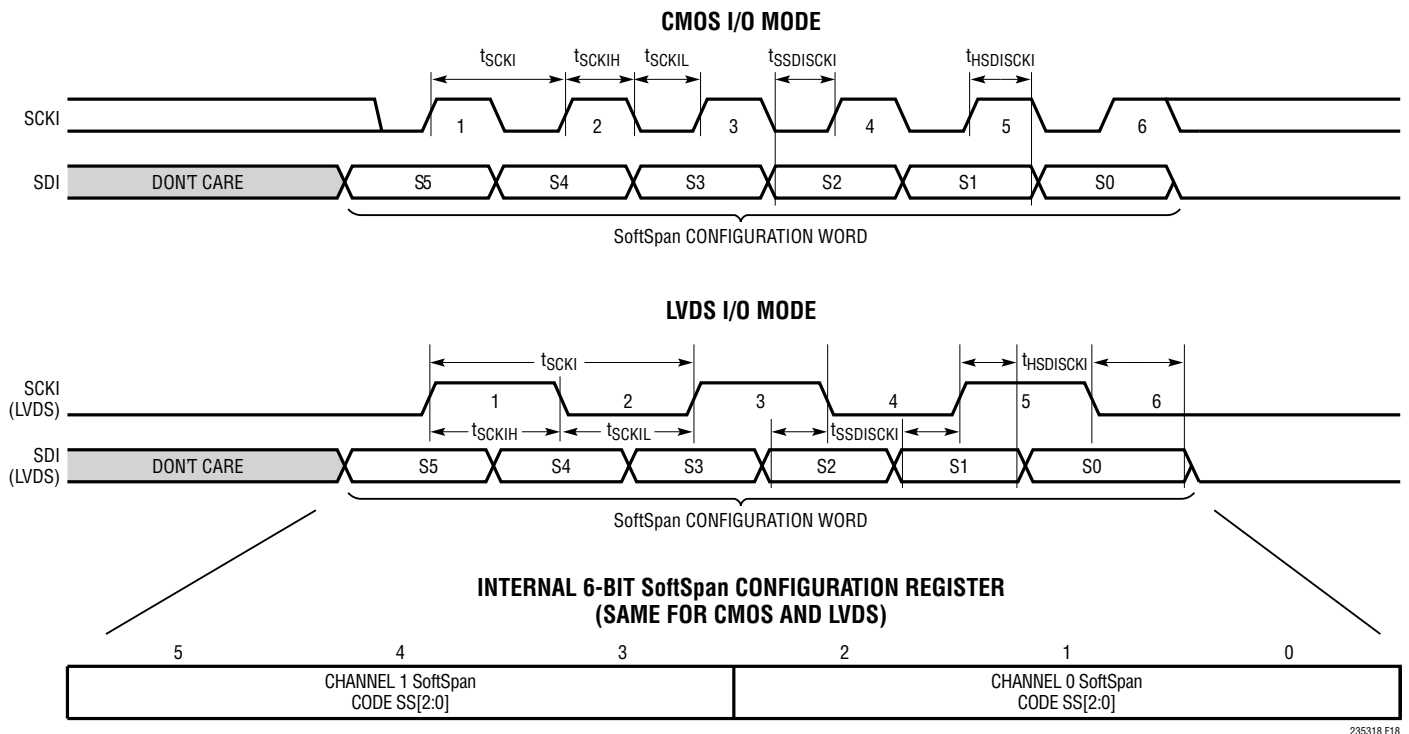 CMOS I/O MODE
tSCKI tSCKIH tSCKIL tSSDISCKI tHSDISCKI
SCKI 1 2 3 4 5 6
SDI DON'T CARE S5 S4 S3 S2 S1 S0
SoftSpan CONFIGURATION WORD
LVDS I/O MODE
tSCKI tHSDISCKI
SCKI
(LVDS)
1 2 3 4 5 6
tSCKIH tSCKIL tSSDISCKI
SDI
(LVDS)
DON'T CARE S5 S4 S3 S2 S1 S0
SoftSpan CONFIGURATION WORD
INTERNAL 6-BIT SoftSpan CONFIGURATION REGISTER
(SAME FOR CMOS AND LVDS)
5 4 3 2 1 0
CHANNEL 1 SoftSpan
CODE SS[2:0]
CHANNEL 0 SoftSpan
CODE SS[2:0]
235318 F18